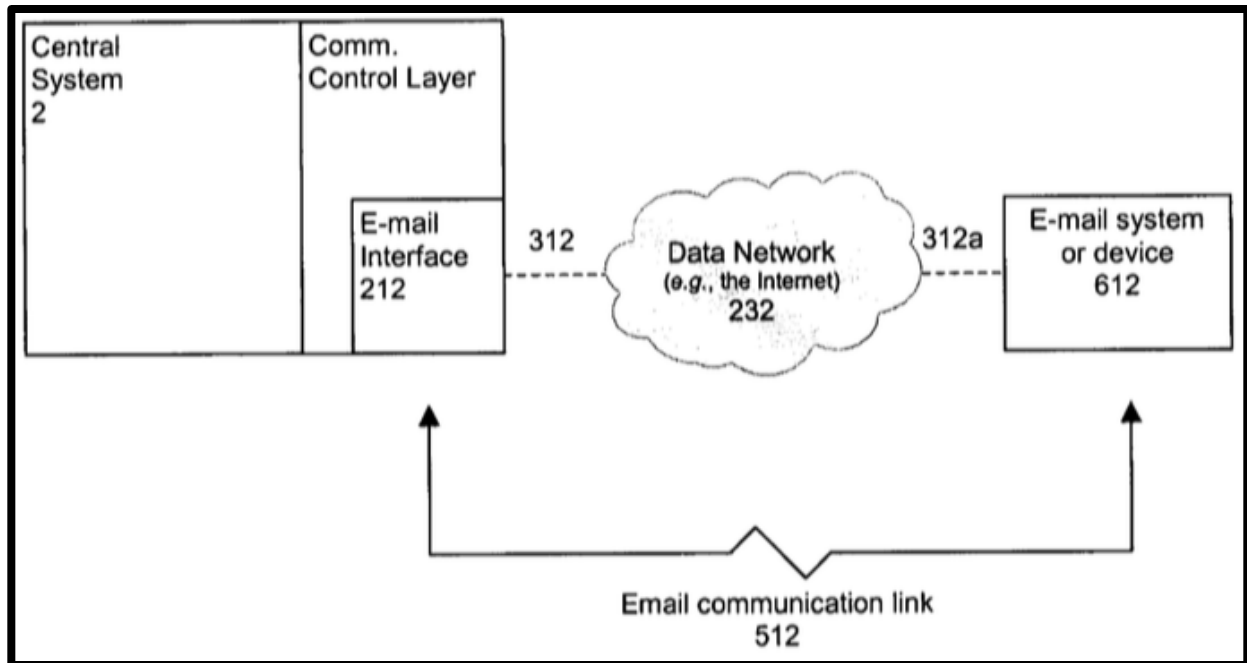 Central
System
2
Comm.
Control Layer
E-mail
Interface
212
312
Data Network
(e.g., the Internet)
232
312a
E-mail system
or device
612
Email communication link
512